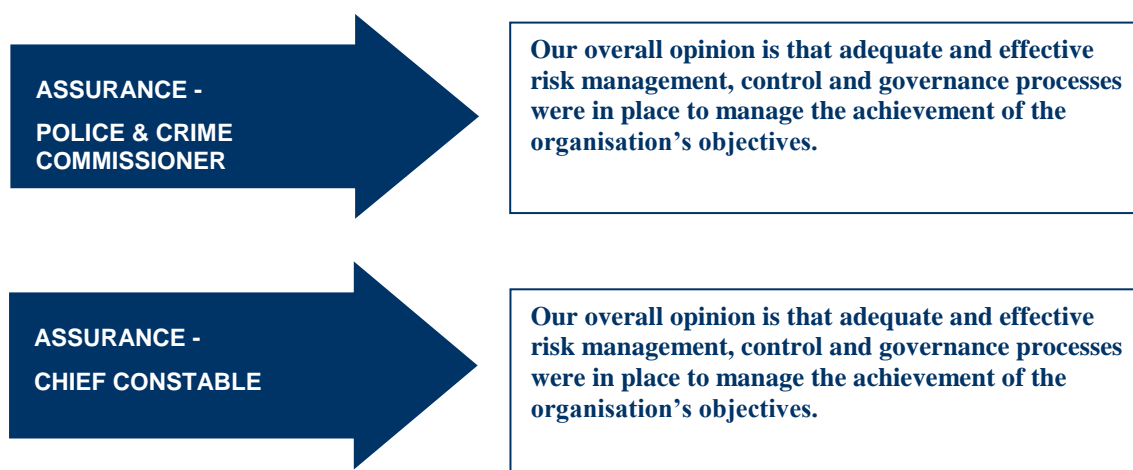 ASSURANCE -
POLICE & CRIME
COMMISSIONER
Our overall opinion is that adequate and effective
risk management, control and governance processes
were in place to manage the achievement of the
organisation’s objectives.
ASSURANCE -
CHIEF CONSTABLE
Our overall opinion is that adequate and effective
risk management, control and governance processes
were in place to manage the achievement of the
organisation’s objectives.